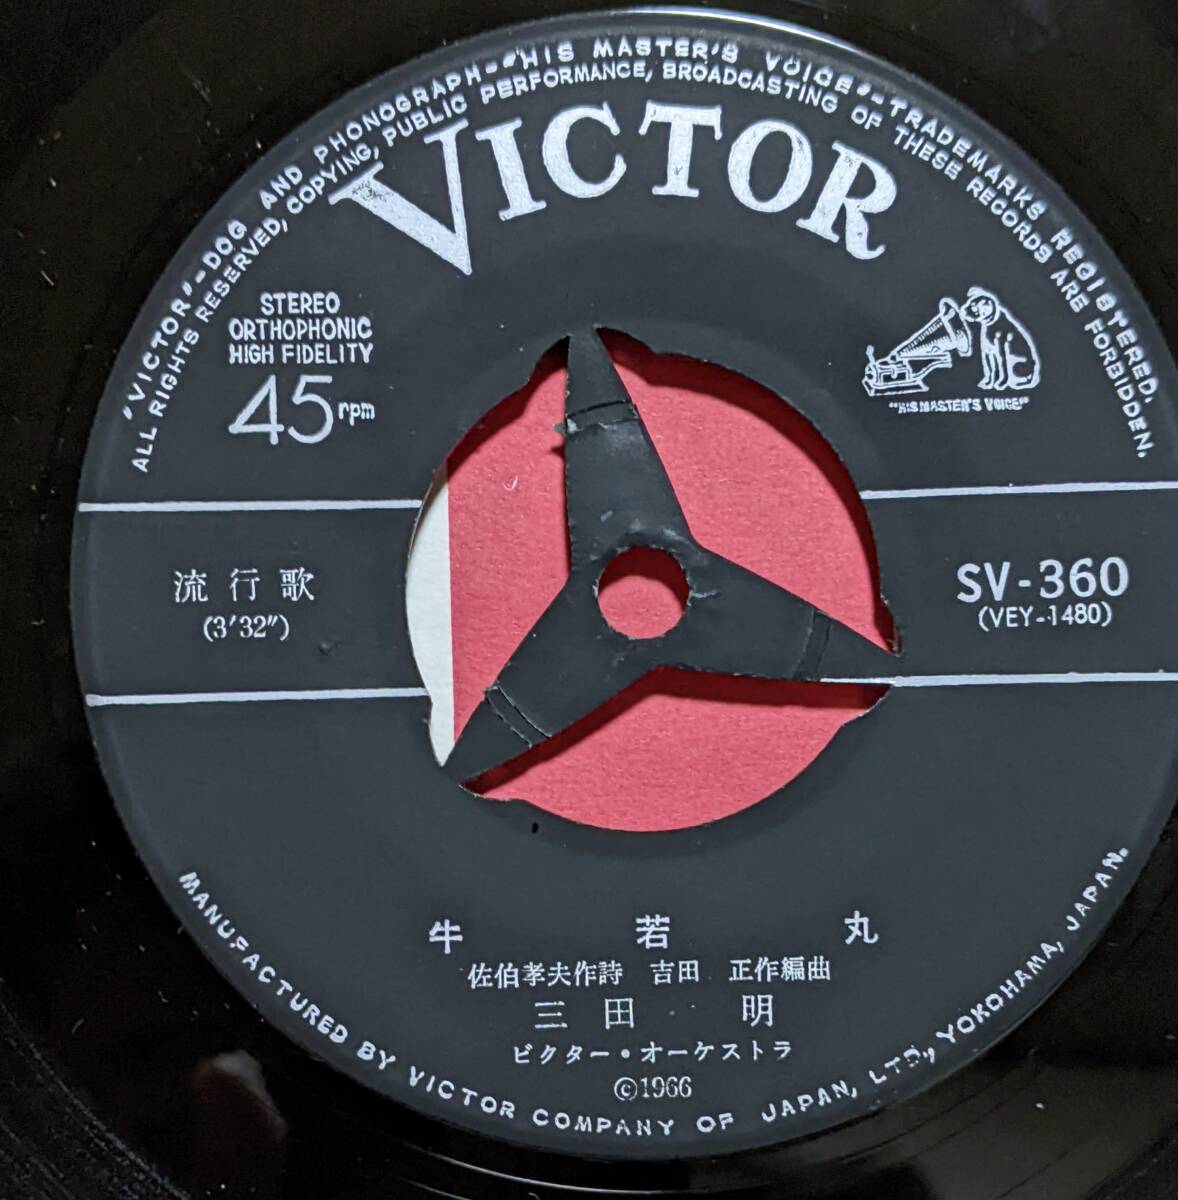 "VICTOR"-DOG AND PHONOGRAPH-"HIS MASTER'S VOICE"-TRADEMARKS REGISTERED.
ALL RIGHTS RESERVED, COPYING, PUBLIC PERFORMANCE, BROADCASTING OF THESE RECORDS ARE FORBIDDEN.
VICTOR
STEREO
ORTHOPHONIC
HIGH FIDELITY
45 rpm
"HIS MASTER'S VOICE"
流行歌
(3′32″)
SV-360
(VEY-1480)
牛若丸
佐伯孝夫作詩 吉田 正作編曲
三田 明
ビクター・オーケストラ
©1966
MANUFACTURED BY VICTOR COMPANY OF JAPAN, LTD., YOKOHAMA, JAPAN.